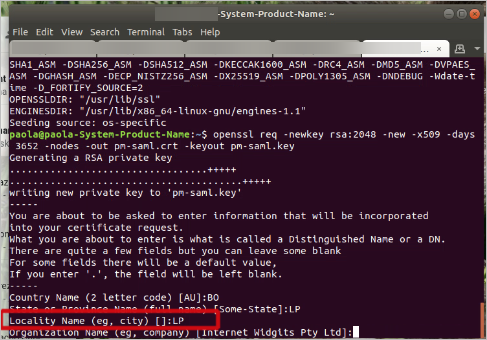 -System-Product-Name: ~
File Edit View Search Terminal Tabs Help
SHA1_ASM -DSHA256_ASM -DSHA512_ASM -DKECCAK1600_ASM -DRC4_ASM -DMD5_ASM -DVPAES_
ASM -DGHASH_ASM -DECP_NISTZ256_ASM -DX25519_ASM -DPOLY1305_ASM -DNDEBUG -Wdate-t
ime -D_FORTIFY_SOURCE=2
OPENSSLDIR: "/usr/lib/ssl"
ENGINESDIR: "/usr/lib/x86_64-linux-gnu/engines-1.1"
Seeding source: os-specific
paola@paola-System-Product-Name:~$ openssl req -newkey rsa:2048 -new -x509 -days
3652 -nodes -out pm-saml.crt -keyout pm-saml.key
Generating a RSA private key
.................................+++++
.......................................+++++
writing new private key to 'pm-saml.key'
-----
You are about to be asked to enter information that will be incorporated
into your certificate request.
What you are about to enter is what is called a Distinguished Name or a DN.
There are quite a few fields but you can leave some blank
For some fields there will be a default value,
If you enter '.', the field will be left blank.
-----
Country Name (2 letter code) [AU]:BO
State or Province Name (full name) [Some-State]:LP
Locality Name (eg, city) []:LP
Organization Name (eg, company) [Internet Widgits Pty Ltd]: